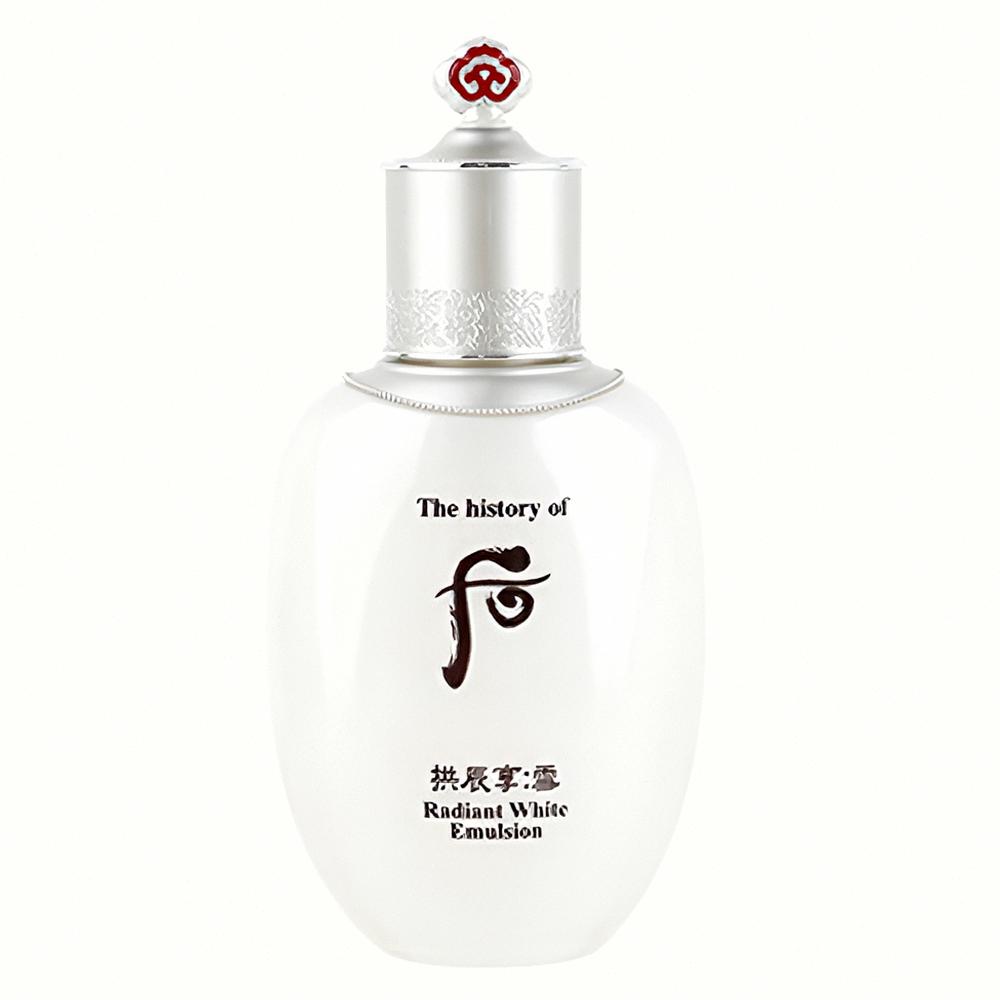 The history of
后
拱辰享:雪
Radiant White
Emulsion